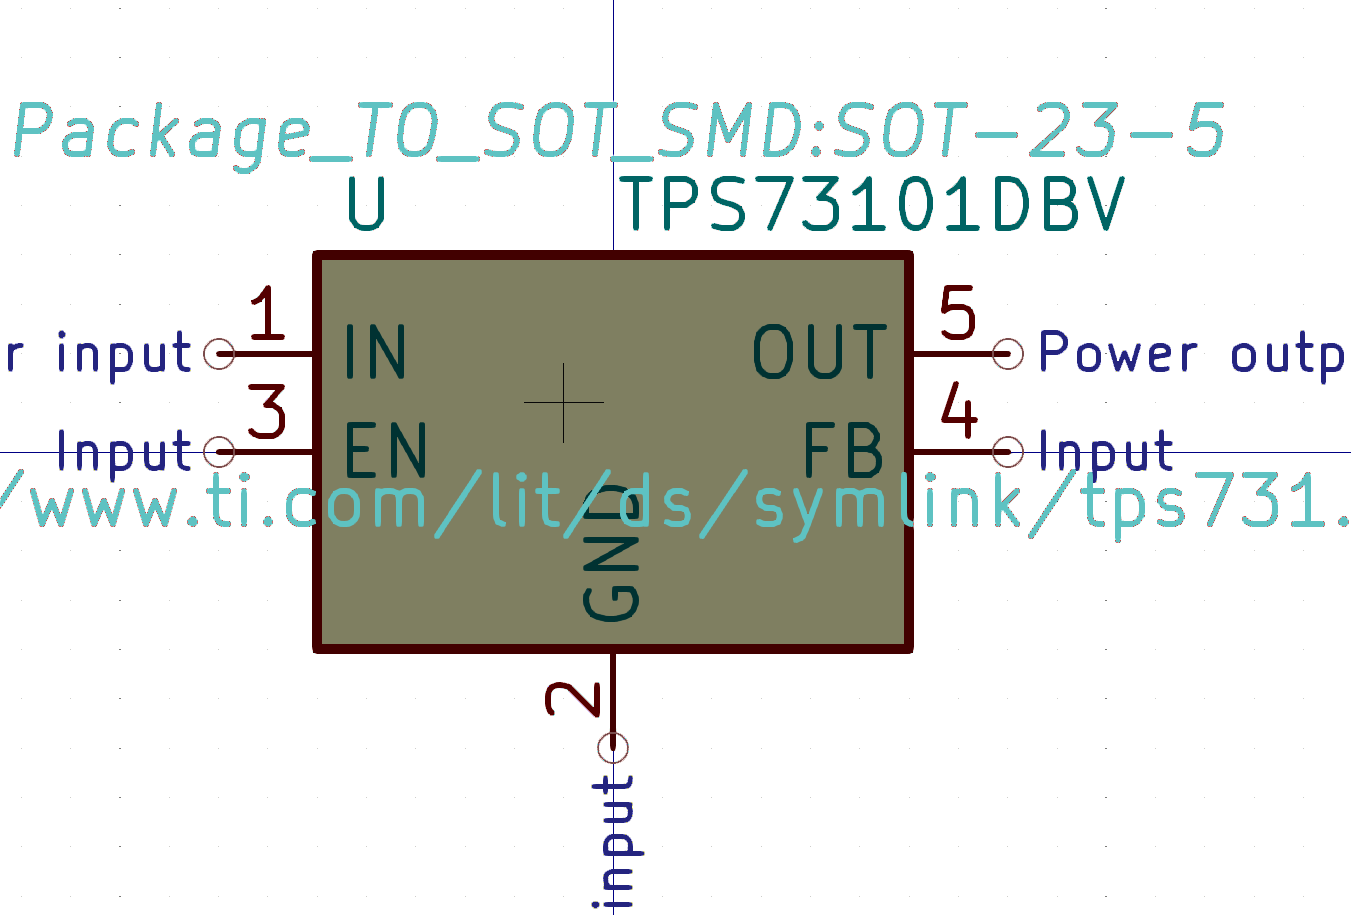 Package_TO_SOT_SMD:SOT-23-5
U TPS73101DBV
1 5
r input IN OUT Power outp
3 4
Input EN FB Input
/www.ti.com/lit/ds/symlink/tps731.
GND
2
input